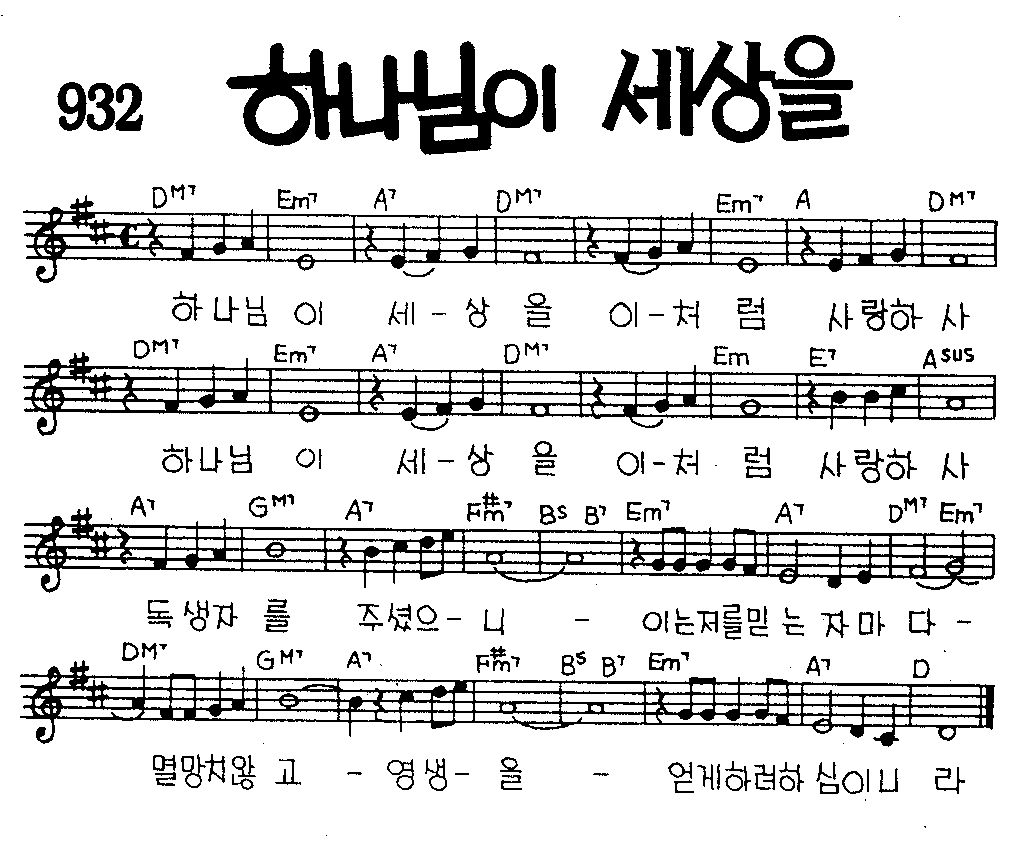 932 하나님이 세상을
DM7 Em7 A7 DM7 Em7 A DM7
하나님 이 세-상 을 이-처 럼 사랑하 사
DM7 Em7 A7 DM7 Em E7 Asus
하나님 이 세-상 을 이-처 럼 사랑하 사
A7 GM7 A7 F#m7 B5 B7 Em7 A7 DM7 Em7
독생자 를 주셨으- 니 - 이는저를믿 는 자마 다-
DM7 GM7 A7 F#m7 B5 B7 Em7 A7 D
멸망치않 고 - 영생- 을 - 얻게하려하 심이니 라